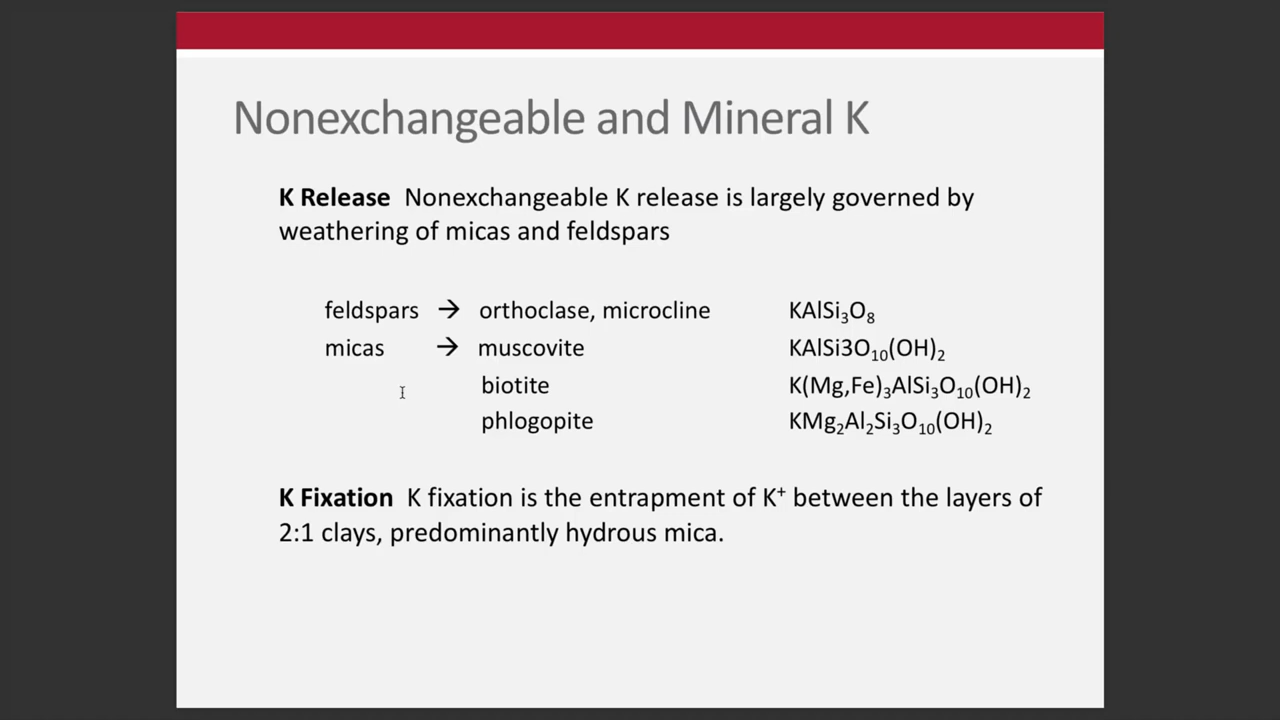 Nonexchangeable and Mineral K
K Release Nonexchangeable K release is largely governed by
weathering of micas and feldspars
feldspars → orthoclase, microcline KAlSi₃O₈
micas → muscovite KAlSi3O₁₀(OH)₂
biotite K(Mg,Fe)₃AlSi₃O₁₀(OH)₂
phlogopite KMg₂Al₂Si₃O₁₀(OH)₂
K Fixation K fixation is the entrapment of K⁺ between the layers of
2:1 clays, predominantly hydrous mica.